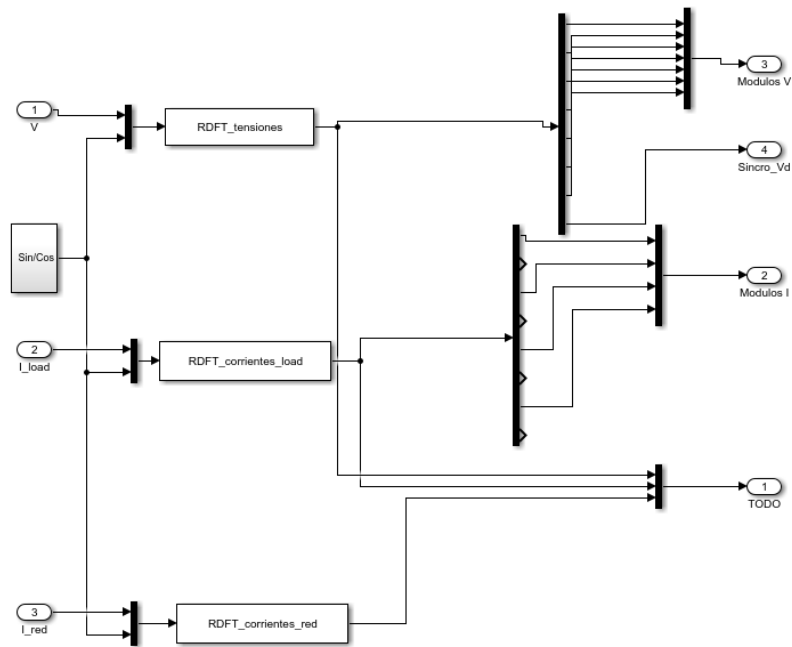 3
Modulos V
1
V
RDFT_tensiones
4
Sincro_Vd
Sin/Cos
2
Modulos I
2
I_load
RDFT_corrientes_load
1
TODO
3
I_red
RDFT_corrientes_red